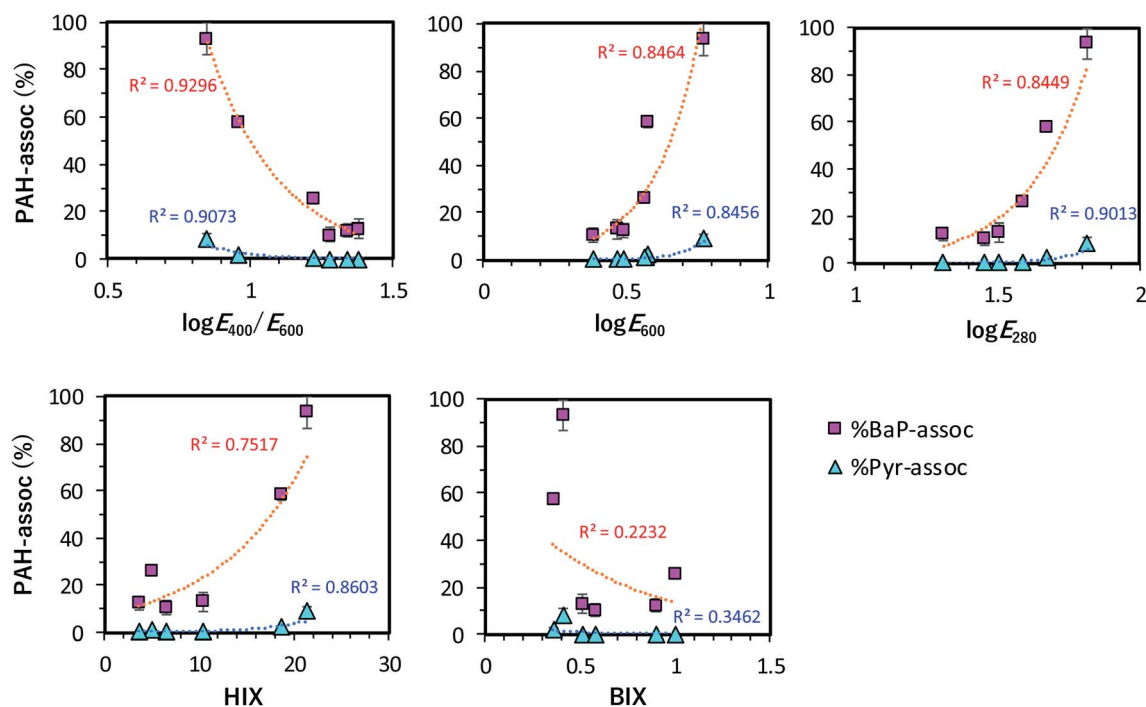 PAH-assoc (%)
100
80
60
40
20
0
R² = 0.9296
R² = 0.9073
0.5
1
1.5
logE₄₀₀/E₆₀₀
100
80
60
40
20
0
R² = 0.8464
R² = 0.8456
0
0.5
1
logE₆₀₀
100
80
60
40
20
0
R² = 0.8449
R² = 0.9013
1
1.5
2
logE₂₈₀
PAH-assoc (%)
100
80
60
40
20
0
R² = 0.7517
R² = 0.8603
0
10
20
30
HIX
100
80
60
40
20
0
R² = 0.2232
R² = 0.3462
0
0.5
1
1.5
BIX
%BaP-assoc
%Pyr-assoc